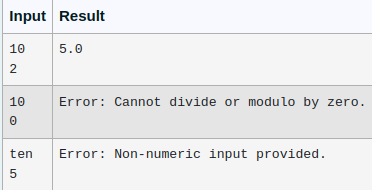 Input Result
10 5.0
2
10 Error: Cannot divide or modulo by zero.
0
ten Error: Non-numeric input provided.
5